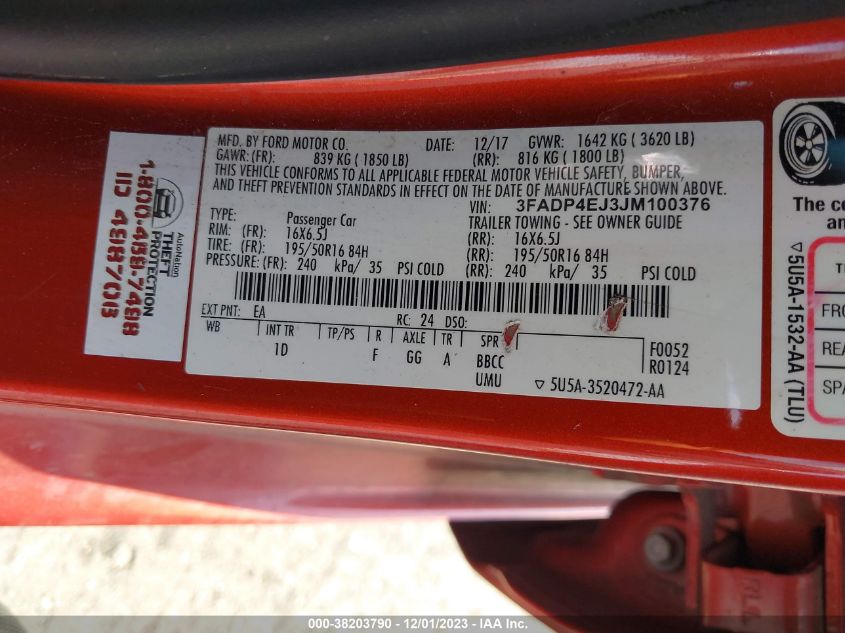 MFD. BY FORD MOTOR CO. DATE: 12/17 GVWR: 1642 KG ( 3620 LB)
GAWR: (FR): 839 KG ( 1850 LB) (RR): 816 KG ( 1800 LB)
THIS VEHICLE CONFORMS TO ALL APPLICABLE FEDERAL MOTOR VEHICLE SAFETY, BUMPER,
AND THEFT PREVENTION STANDARDS IN EFFECT ON THE DATE OF MANUFACTURE SHOWN ABOVE.
VIN: 3FADP4EJ3JM100376
TYPE: Passenger Car TRAILER TOWING - SEE OWNER GUIDE
RIM: (FR): 16X6.5J (RR): 16X6.5J
TIRE: (FR): 195/50R16 84H (RR): 195/50R16 84H
PRESSURE: (FR): 240 kPa/ 35 PSI COLD (RR): 240 kPa/ 35 PSI COLD
EXT PNT: EA RC: 24 DSO:
WB INT TR TP/PS R AXLE TR SPR
1D F GG A BBCC
UMU
F0052
R0124
▽ 5U5A-3520472-AA
AutoNation
THEFT
PROTECTION
1-800-458-7498
The co
FRO
REA
SPA
▽5U5A-1532-AA (TLU)
000-38203790 - 12/01/2023 - IAA Inc.